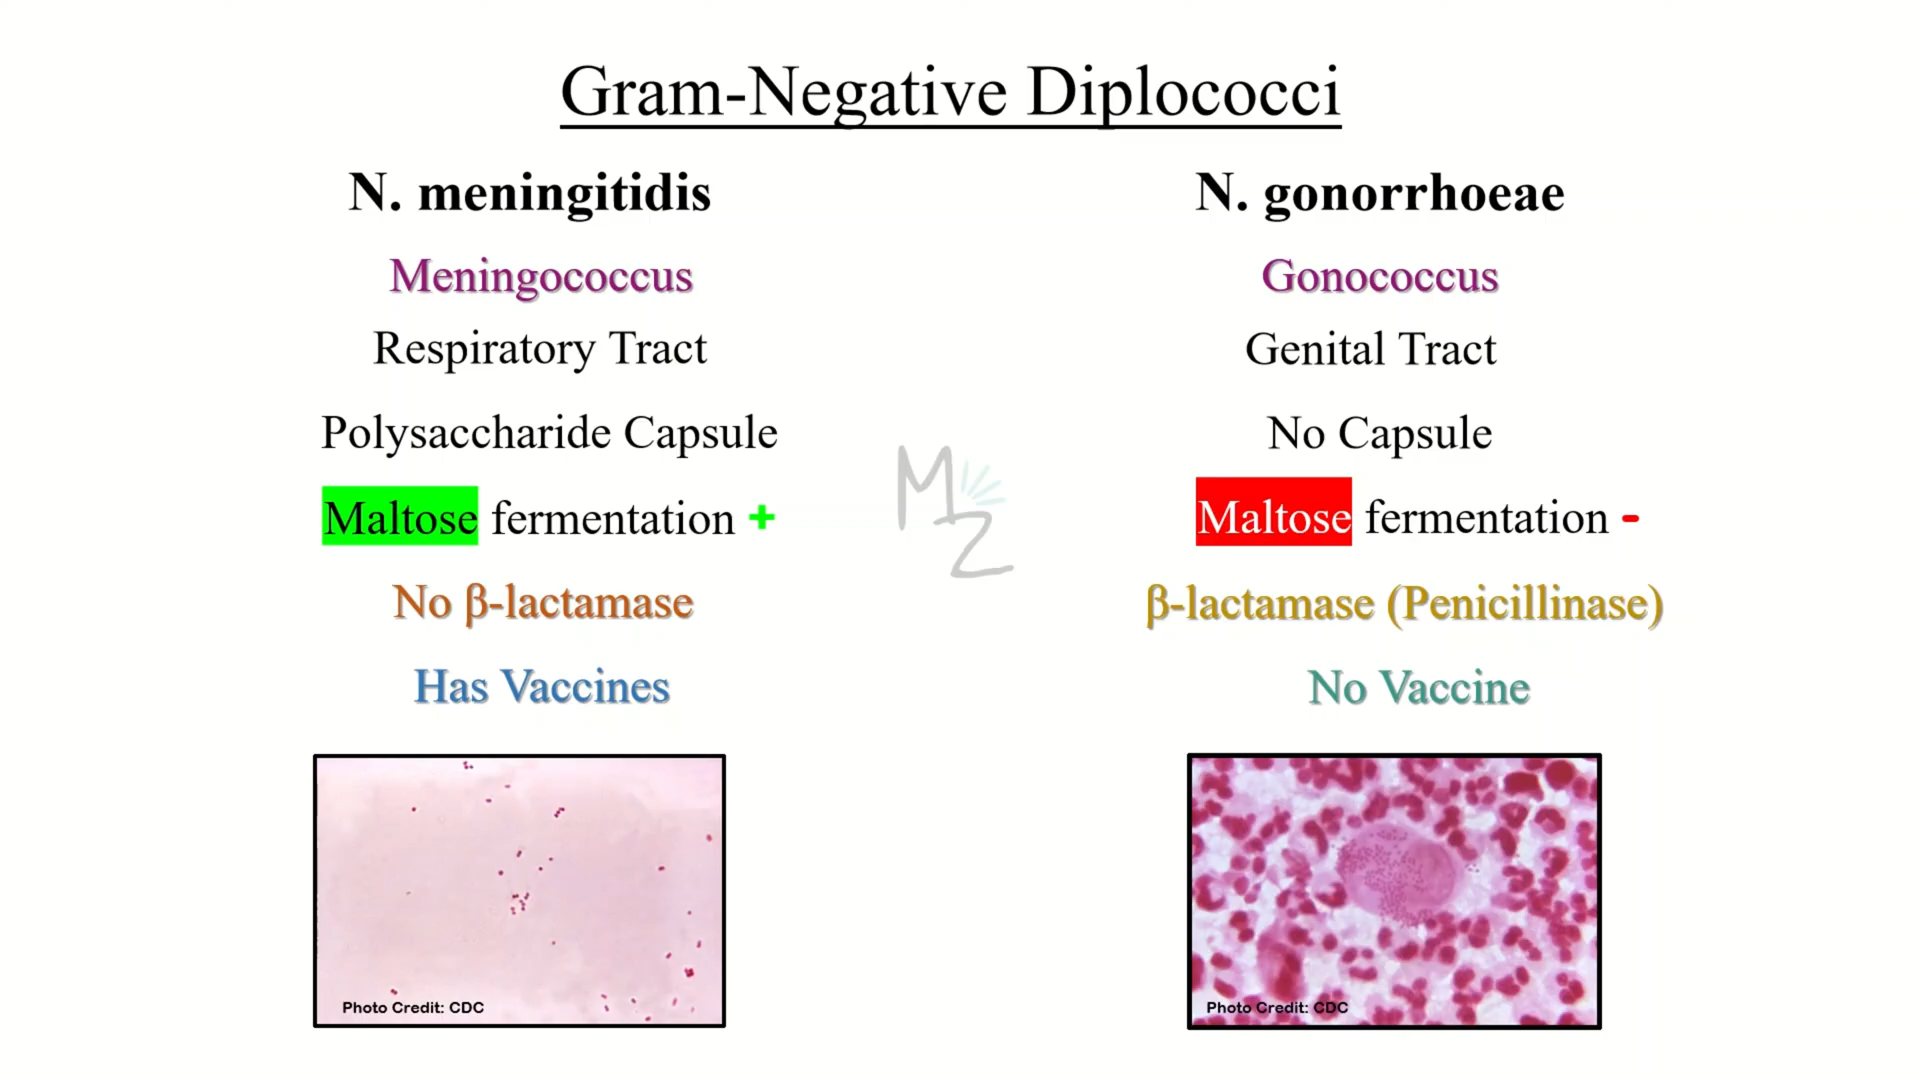 Gram-Negative Diplococci
N. meningitidis
Meningococcus
Respiratory Tract
Polysaccharide Capsule
Maltose fermentation +
No β-lactamase
Has Vaccines
Photo Credit: CDC
MZ
N. gonorrhoeae
Gonococcus
Genital Tract
No Capsule
Maltose fermentation -
β-lactamase (Penicillinase)
No Vaccine
Photo Credit: CDC